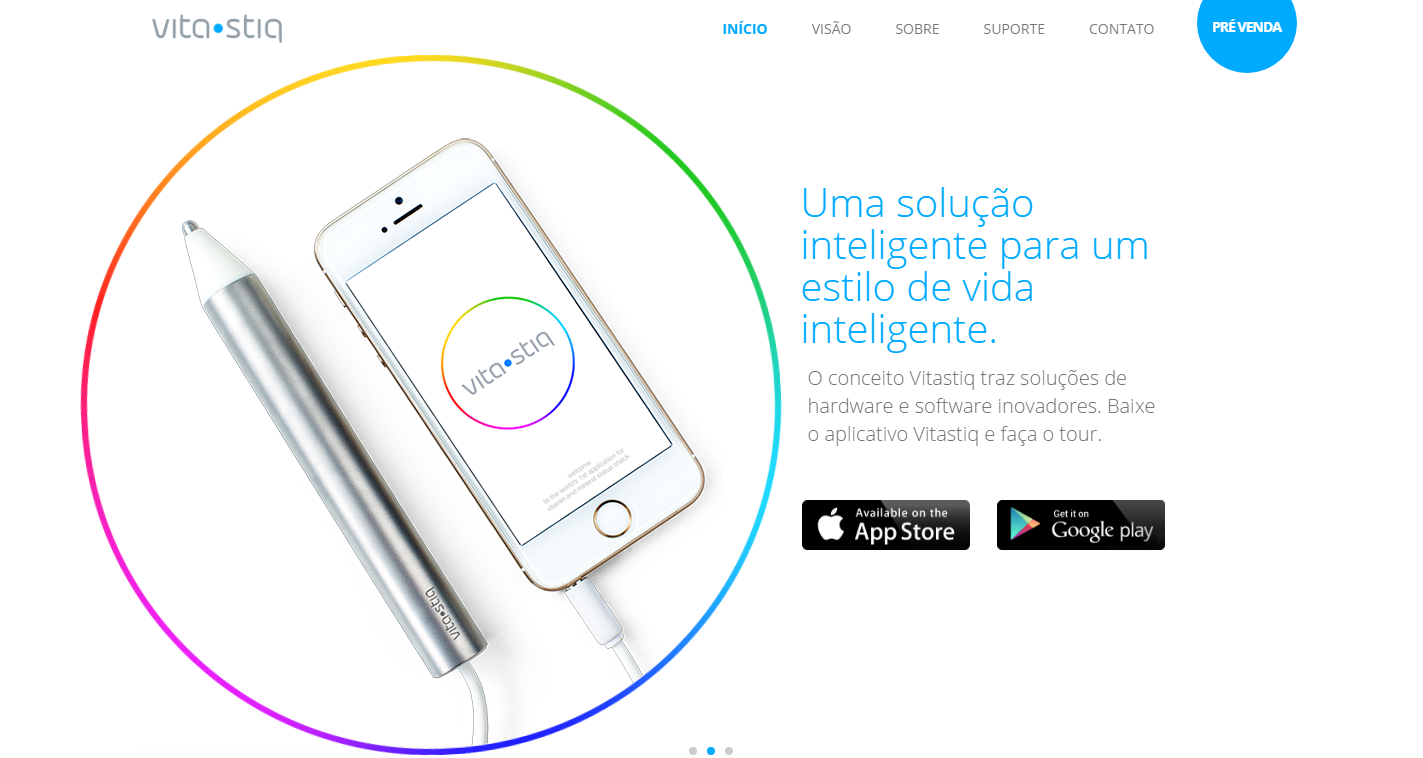 vita•stiq
INÍCIO
VISÃO
SOBRE
SUPORTE
CONTATO
PRÉ VENDA
vita•stiq
welcome
to the world's 1st application for
vitamin and mineral status check
vita•stiq
Uma solução
inteligente para um
estilo de vida
inteligente.
O conceito Vitastiq traz soluções de
hardware e software inovadores. Baixe
o aplicativo Vitastiq e faça o tour.
Available on the
App Store
Get it on
Google play